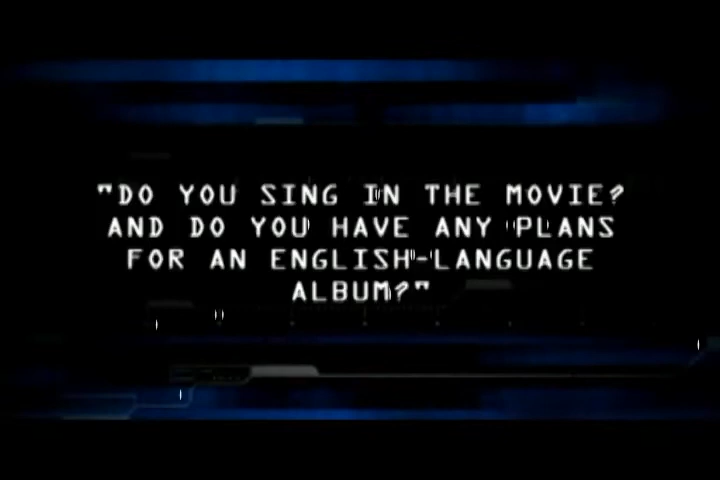 "DO YOU SING IN THE MOVIE?
AND DO YOU HAVE ANY PLANS
FOR AN ENGLISH-LANGUAGE
ALBUM?"